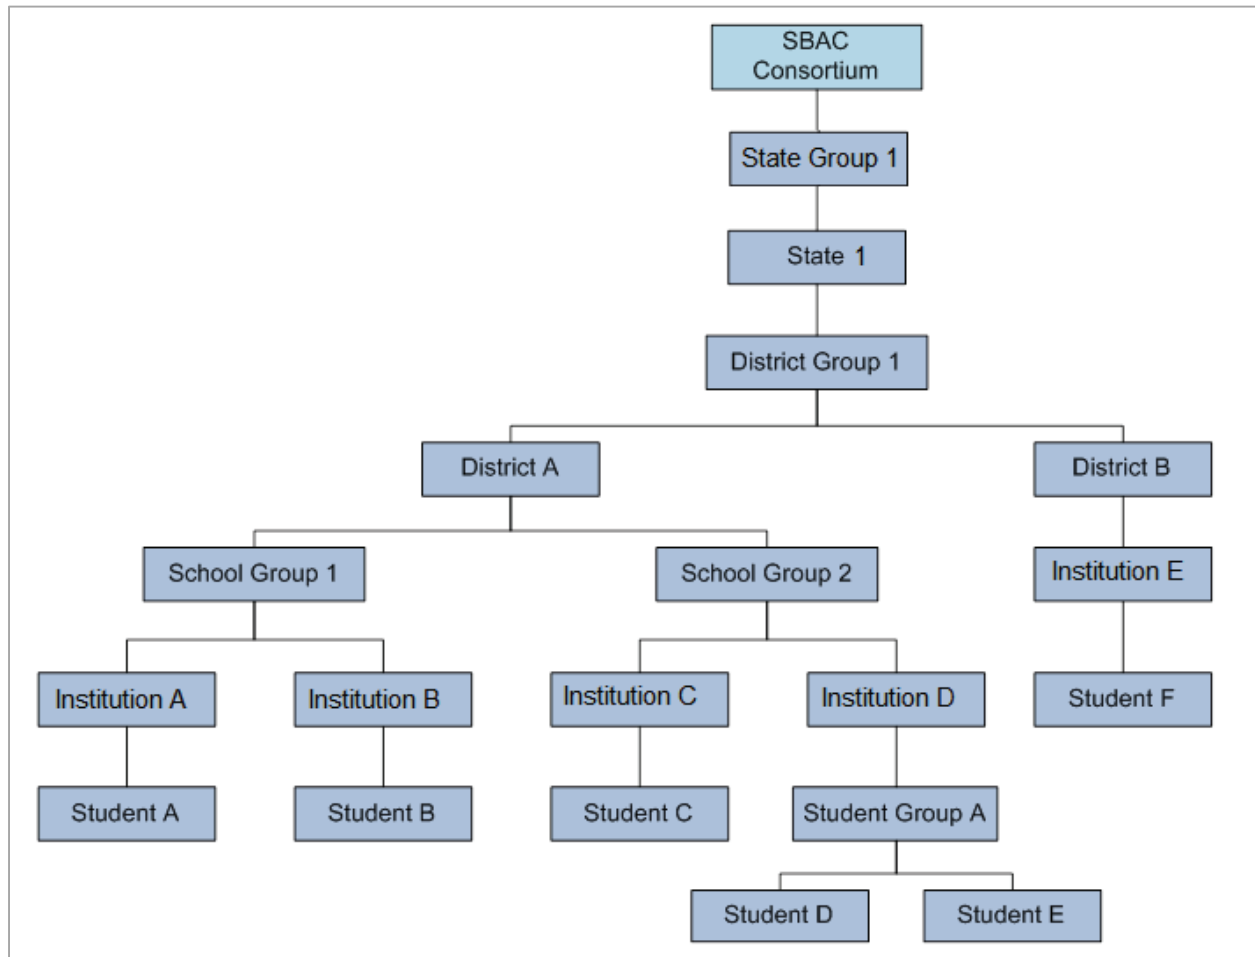 SBAC
Consortium
State Group 1
State 1
District Group 1
District A
District B
School Group 1
School Group 2
Institution E
Institution A
Institution B
Institution C
Institution D
Student F
Student A
Student B
Student C
Student Group A
Student D
Student E